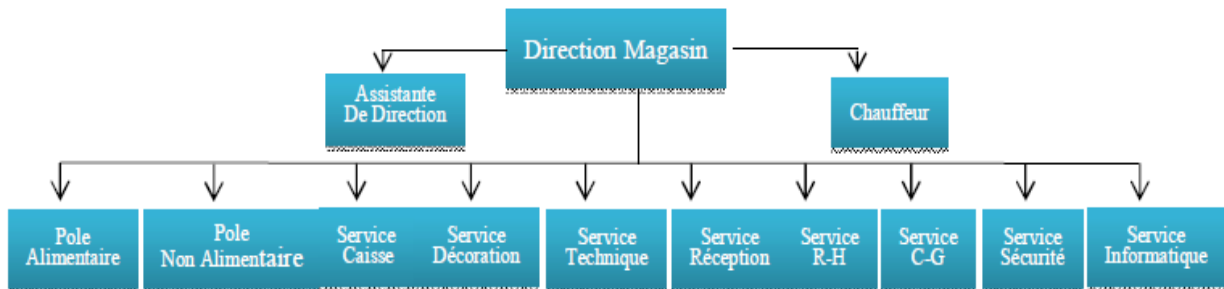 Direction Magasin
Assistante
De Direction
Chauffeur
Pole
Alimentaire
Pole
Non Alimentaire
Service
Caisse
Service
Décoration
Service
Technique
Service
Réception
Service
R-H
Service
C-G
Service
Sécurité
Service
Informatique